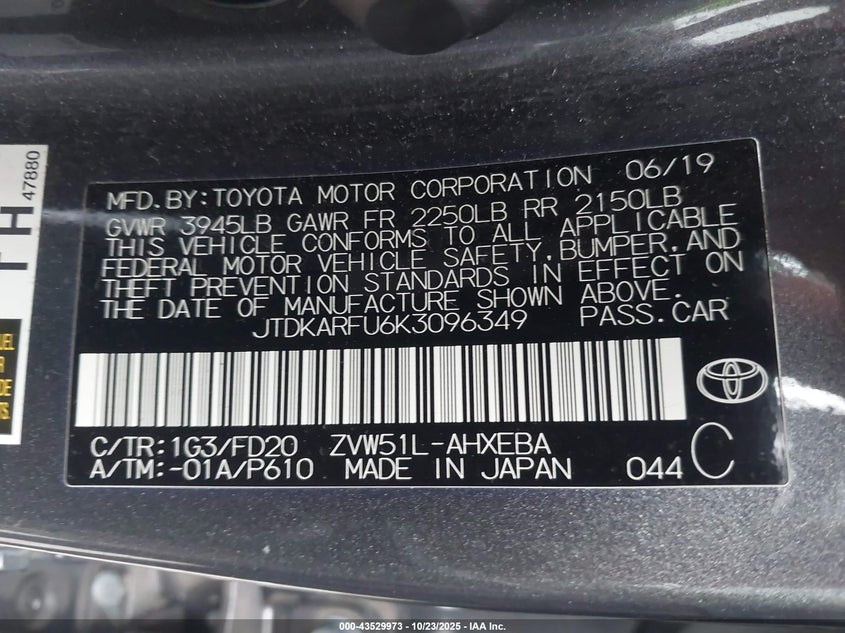 MFD. BY: TOYOTA MOTOR CORPORATION 06/19
GVWR 3945LB GAWR FR 2250LB RR 2150LB
THIS VEHICLE CONFORMS TO ALL APPLICABLE
FEDERAL MOTOR VEHICLE SAFETY, BUMPER, AND
THEFT PREVENTION STANDARDS IN EFFECT ON
THE DATE OF MANUFACTURE SHOWN ABOVE.
JTDKARFU6K3096349 PASS. CAR
C/TR: 1G3/FD20 ZVW51L-AHXEBA
A/TM: -01A/P610 MADE IN JAPAN 044 C
47880
000-43529973 | 10/23/2025 | IAA Inc.